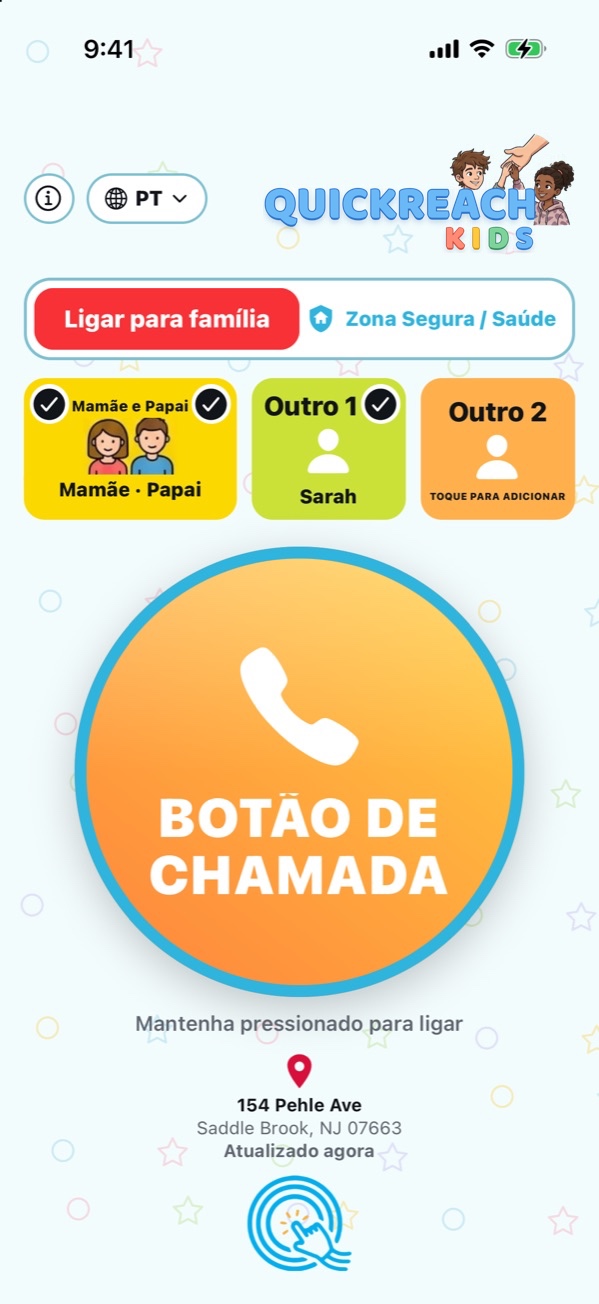 9:41
PT
QUICKREACH
KIDS
Ligar para família
Zona Segura / Saúde
Mamãe e Papai
Mamãe · Papai
Outro 1
Sarah
Outro 2
TOQUE PARA ADICIONAR
BOTÃO DE
CHAMADA
Mantenha pressionado para ligar
154 Pehle Ave
Saddle Brook, NJ 07663
Atualizado agora